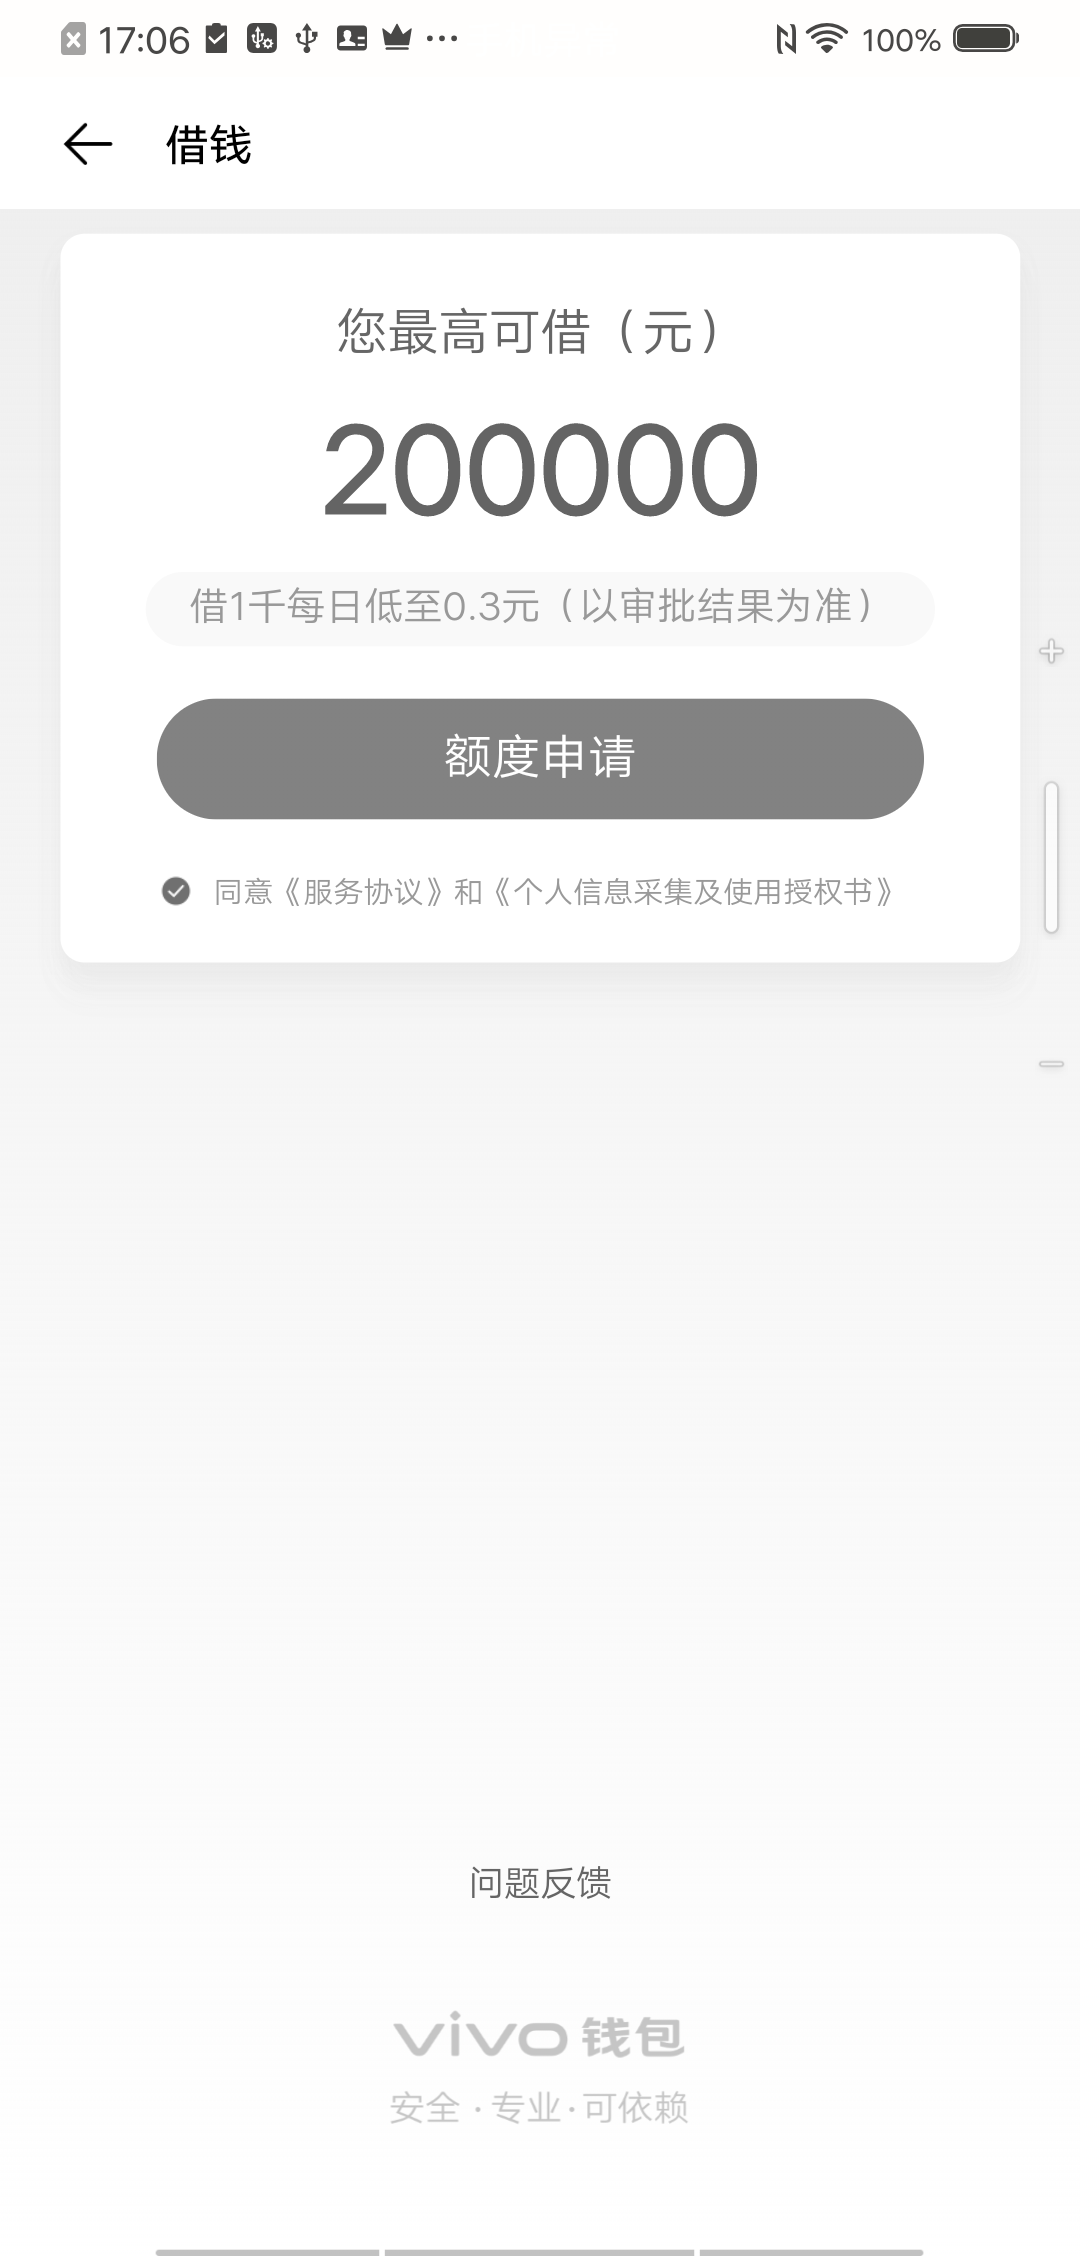 17:06
100%
借钱
您最高可借（元）
200000
借1千每日低至0.3元（以审批结果为准）
额度申请
同意《服务协议》和《个人信息采集及使用授权书》
问题反馈
vivo 钱包
安全·专业·可依赖